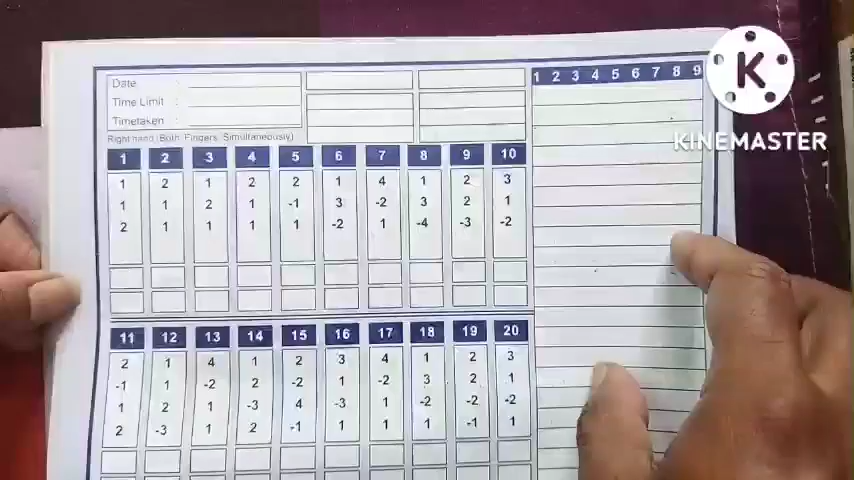 Date :
Time Limit :
Timetaken :
Right hand (Both Fingers Simultaneously)
1 2 3 4 5 6 7 8 9
K
KINEMASTER
1 2 3 4 5 6 7 8 9 10
1 2 1 2 2 1 4 1 2 3
1 1 2 1 -1 3 -2 3 2 1
2 1 1 1 1 -2 1 -4 -3 -2
11 12 13 14 15 16 17 18 19 20
2 1 4 1 2 3 4 1 2 3
-1 1 -2 2 -2 1 -2 3 2 1
1 2 1 -3 4 -3 1 -2 -2 -2
2 -3 1 2 -1 1 1 1 -1 1